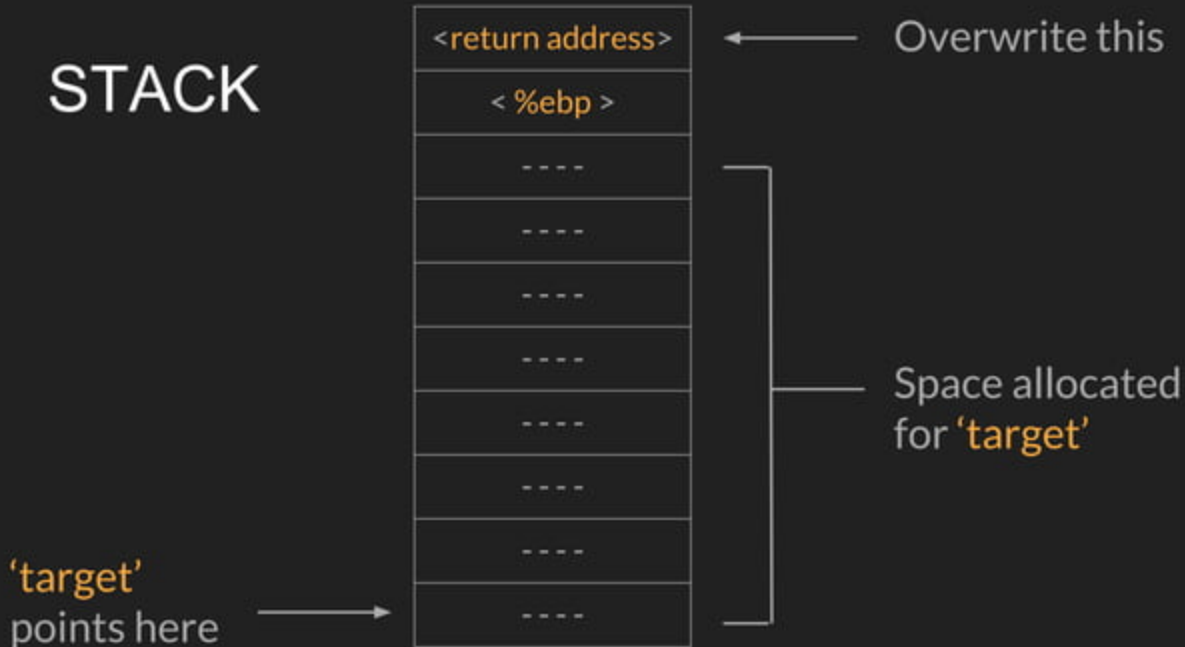 <return address>
Overwrite this
STACK
< %ebp >
----
----
----
----
Space allocated
for ‘target’
----
----
----
‘target’
points here
----